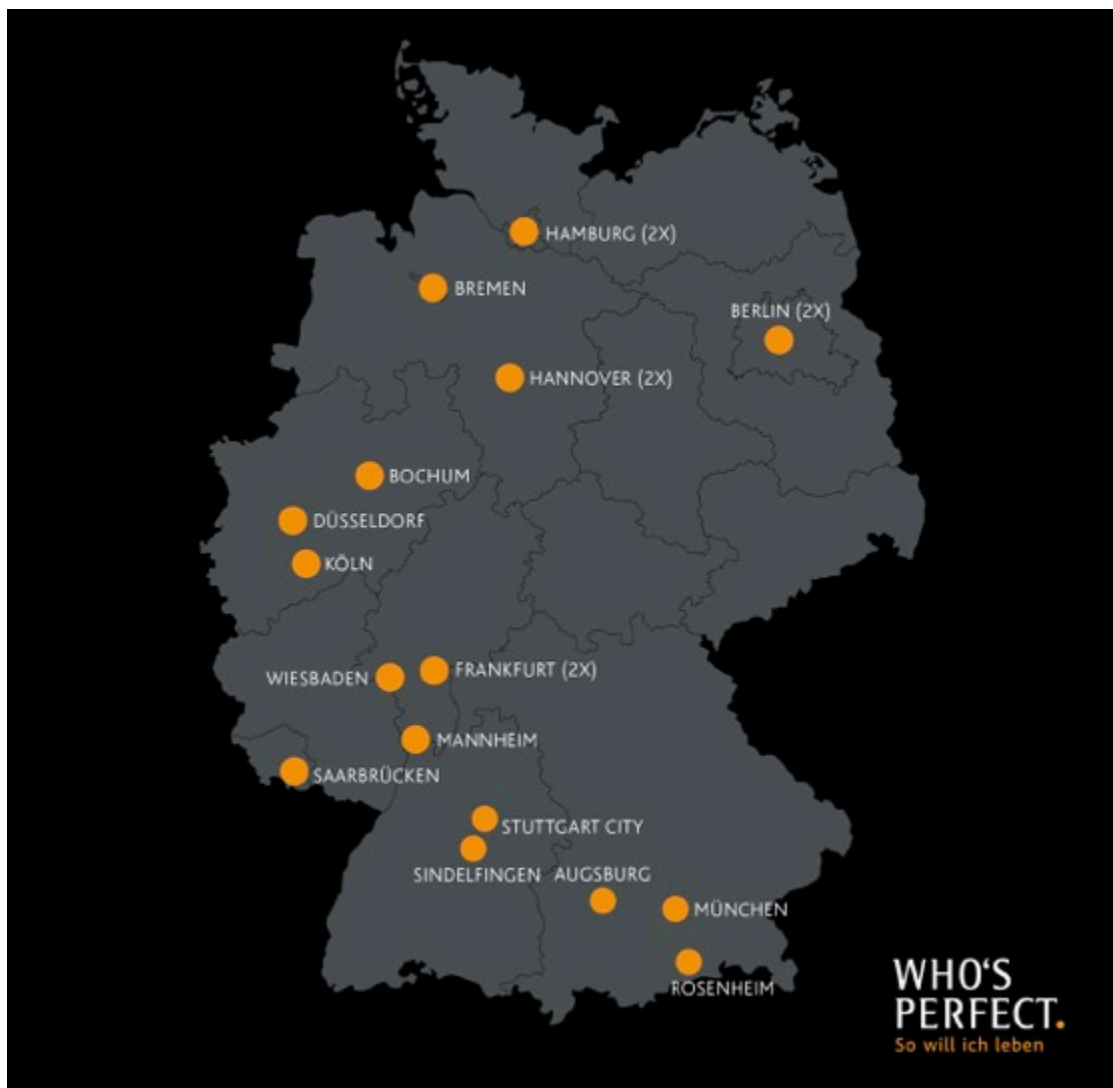 HAMBURG (2X)
BREMEN
BERLIN (2X)
HANNOVER (2X)
BOCHUM
DÜSSELDORF
KÖLN
WIESBADEN
FRANKFURT (2X)
MANNHEIM
SAARBRÜCKEN
STUTTGART CITY
SINDELFINGEN
AUGSBURG
MÜNCHEN
ROSENHEIM
WHO'S
PERFECT.
So will ich leben